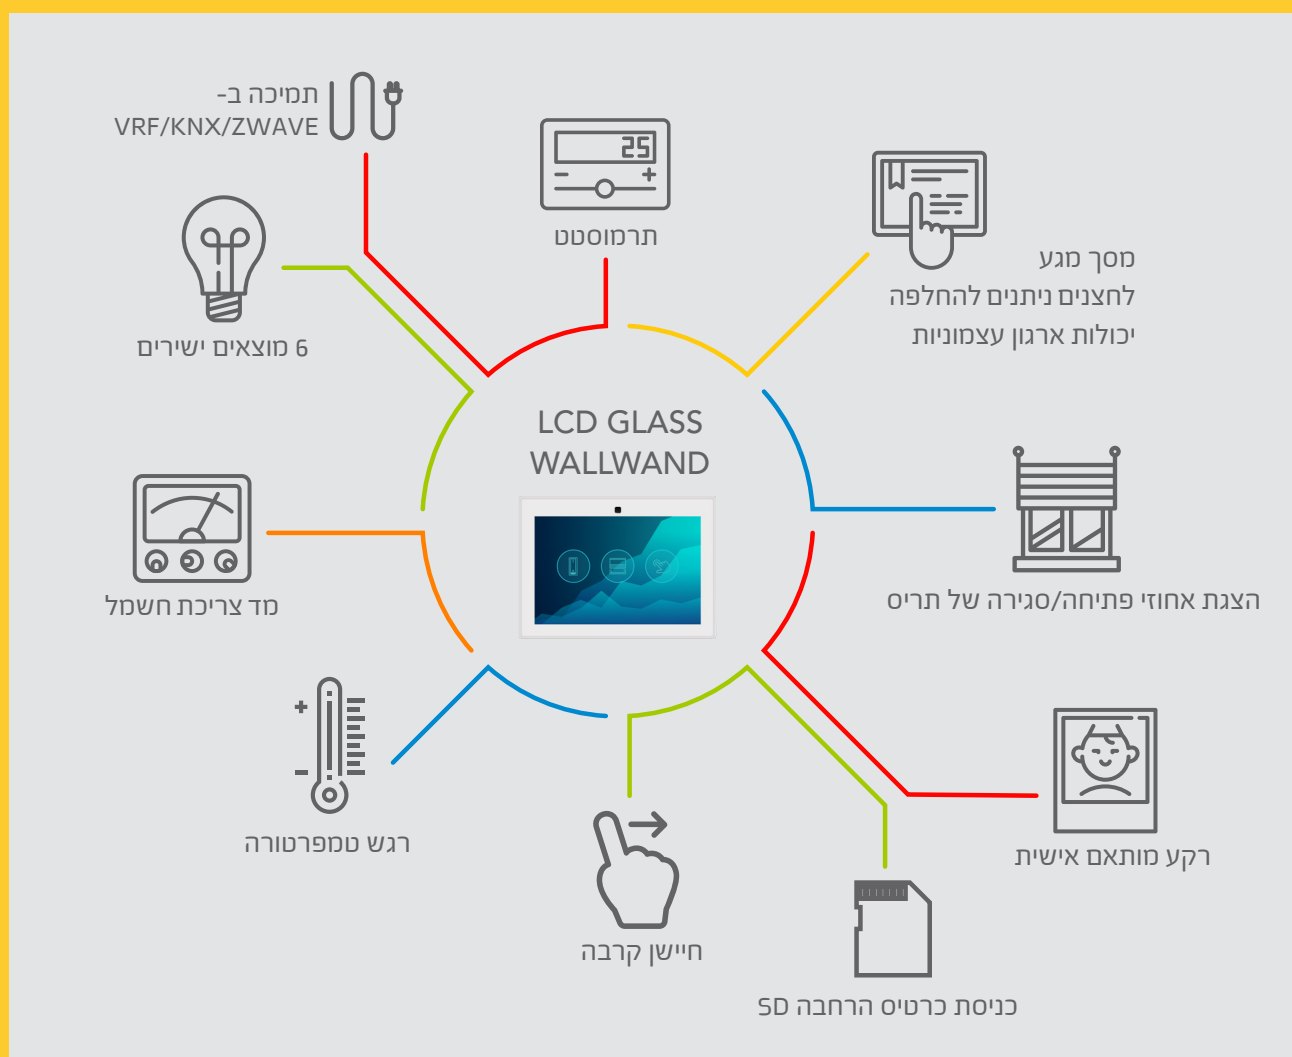 תמיכה ב-
VRF/KNX/ZWAVE
25
תרמוסטט
מסך מגע
לחצנים ניתנים להחלפה
יכולות ארגון עצמוניות
6 מוצאים ישירים
LCD GLASS
WALLWAND
מד צריכת חשמל
הצגת אחוזי פתיחה/סגירה של תריס
רגש טמפרטורה
רקע מותאם אישית
חיישן קרבה
כניסת כרטיס הרחבה SD